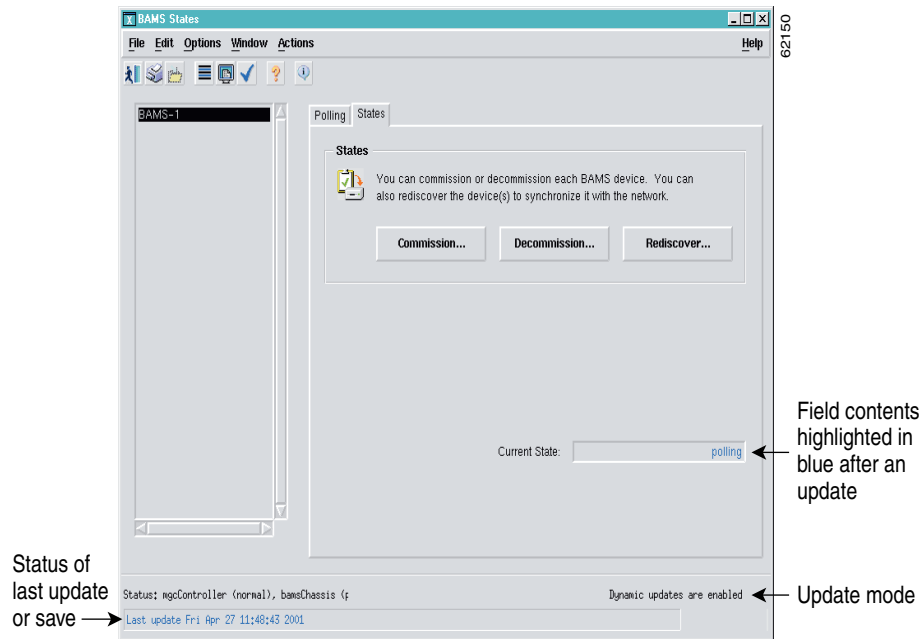 BAMS States
File Edit Options Window Actions Help
62150
BAMS-1
Polling States
States
You can commission or decommission each BAMS device. You can
also rediscover the device(s) to synchronize it with the network.
Commission... Decommission... Rediscover...
Current State: polling
Field contents
highlighted in
blue after an
update
Status of
last update
or save
Status: mgcController (normal), bamsChassis (p
Dynamic updates are enabled
Update mode
Last update Fri Apr 27 11:48:43 2001